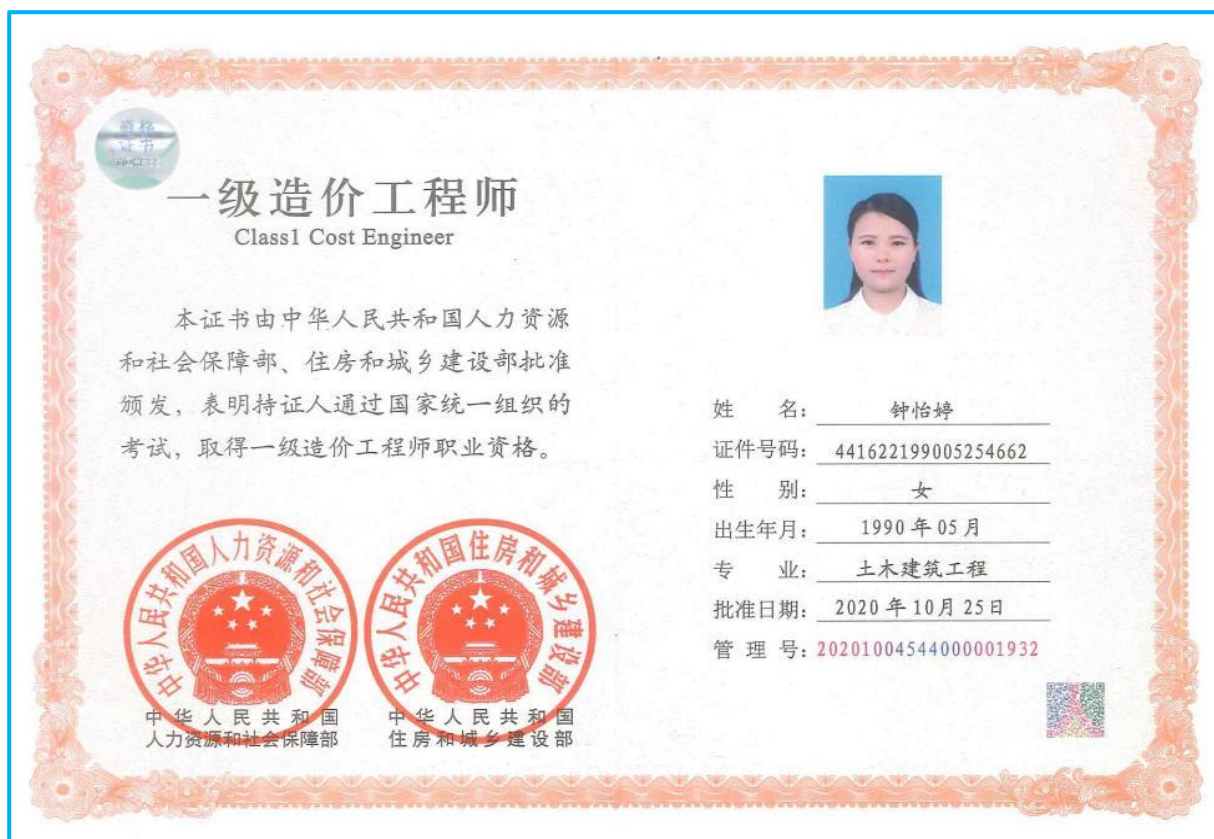 资格
证书
一级造价工程师
Class1 Cost Engineer
本证书由中华人民共和国人力资源
和社会保障部、住房和城乡建设部批准
颁发，表明持证人通过国家统一组织的
考试，取得一级造价工程师职业资格。
中华人民共和国人力资源和社会保障部
中华人民共和国住房和城乡建设部
中华人民共和国
人力资源和社会保障部
中华人民共和国
住房和城乡建设部
姓 名：钟怡婷
证件号码：441622199005254662
性 别：女
出生年月：1990年05月
专 业：土木建筑工程
批准日期：2020年10月25日
管 理 号：20201004544000001932